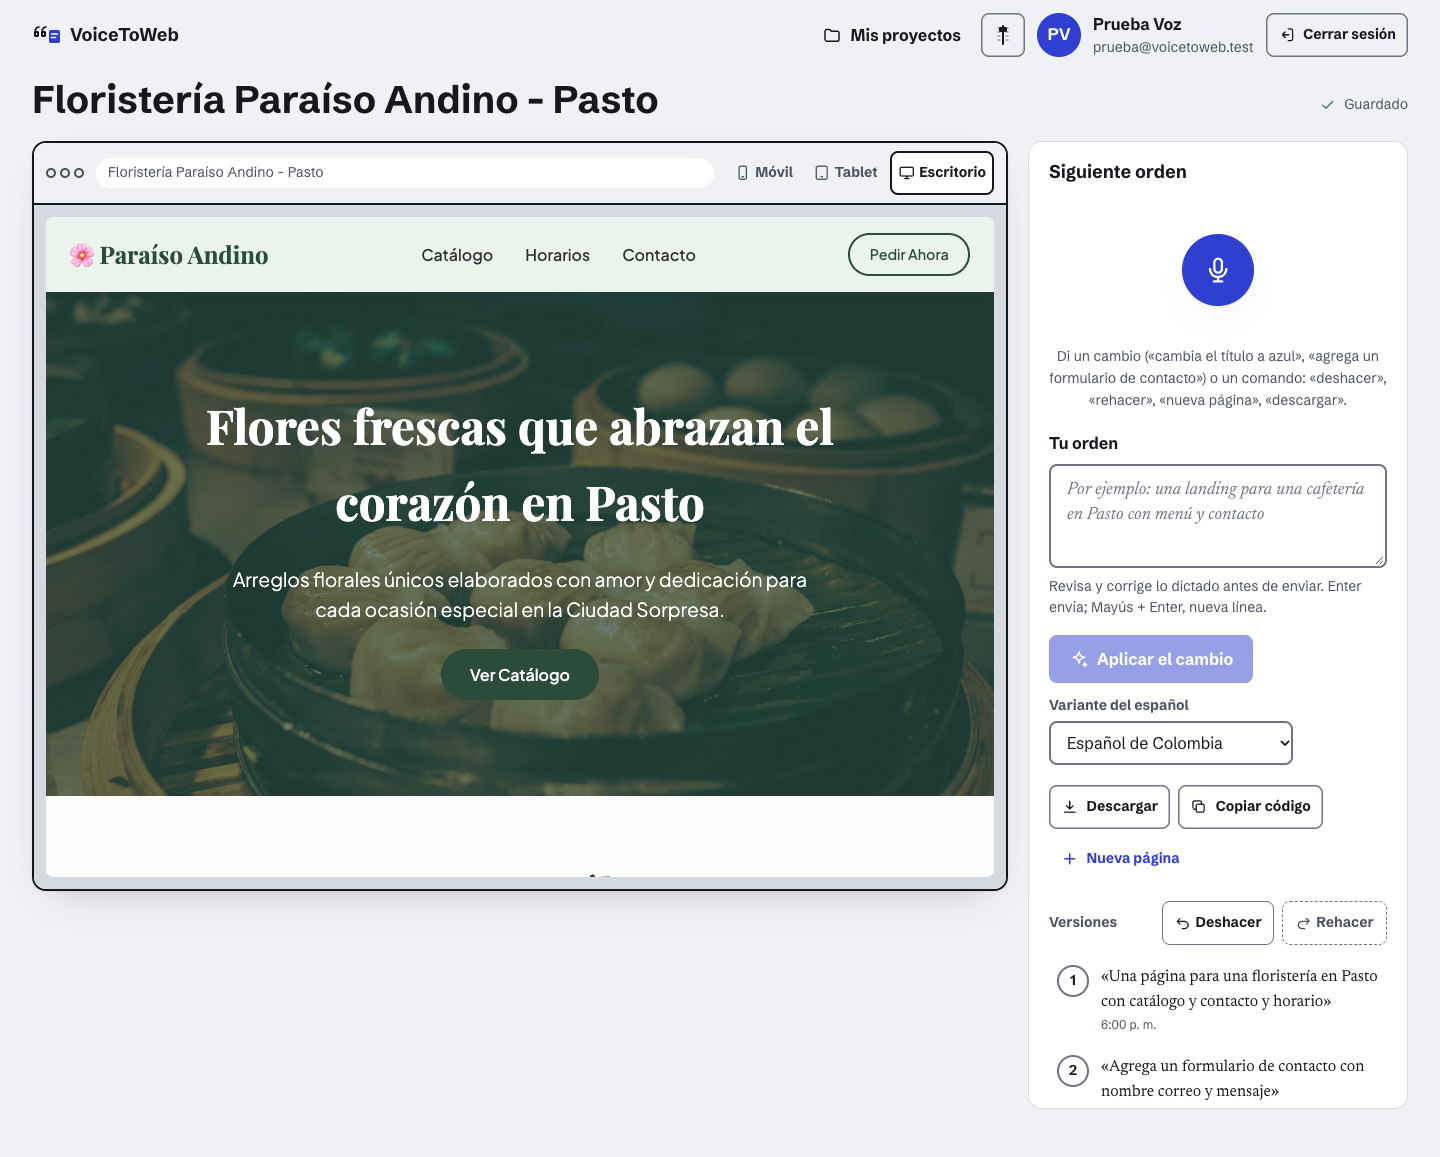 VoiceToWeb
Mis proyectos
PV
Prueba Voz
prueba@voicetoweb.test
Cerrar sesión
Floristería Paraíso Andino - Pasto
Guardado
Floristería Paraíso Andino - Pasto
Móvil
Tablet
Escritorio
Paraíso Andino
Catálogo
Horarios
Contacto
Pedir Ahora
Flores frescas que abrazan el
corazón en Pasto
Arreglos florales únicos elaborados con amor y dedicación para
cada ocasión especial en la Ciudad Sorpresa.
Ver Catálogo
Siguiente orden
Di un cambio («cambia el título a azul», «agrega un
formulario de contacto») o un comando: «deshacer»,
«rehacer», «nueva página», «descargar».
Tu orden
Por ejemplo: una landing para una cafetería
en Pasto con menú y contacto
Revisa y corrige lo dictado antes de enviar. Enter
envía; Mayús + Enter, nueva línea.
Aplicar el cambio
Variante del español
Español de Colombia
Descargar
Copiar código
Nueva página
Versiones
Deshacer
Rehacer
1
«Una página para una floristería en Pasto
con catálogo y contacto y horario»
6:00 p. m.
2
«Agrega un formulario de contacto con
nombre correo y mensaje»